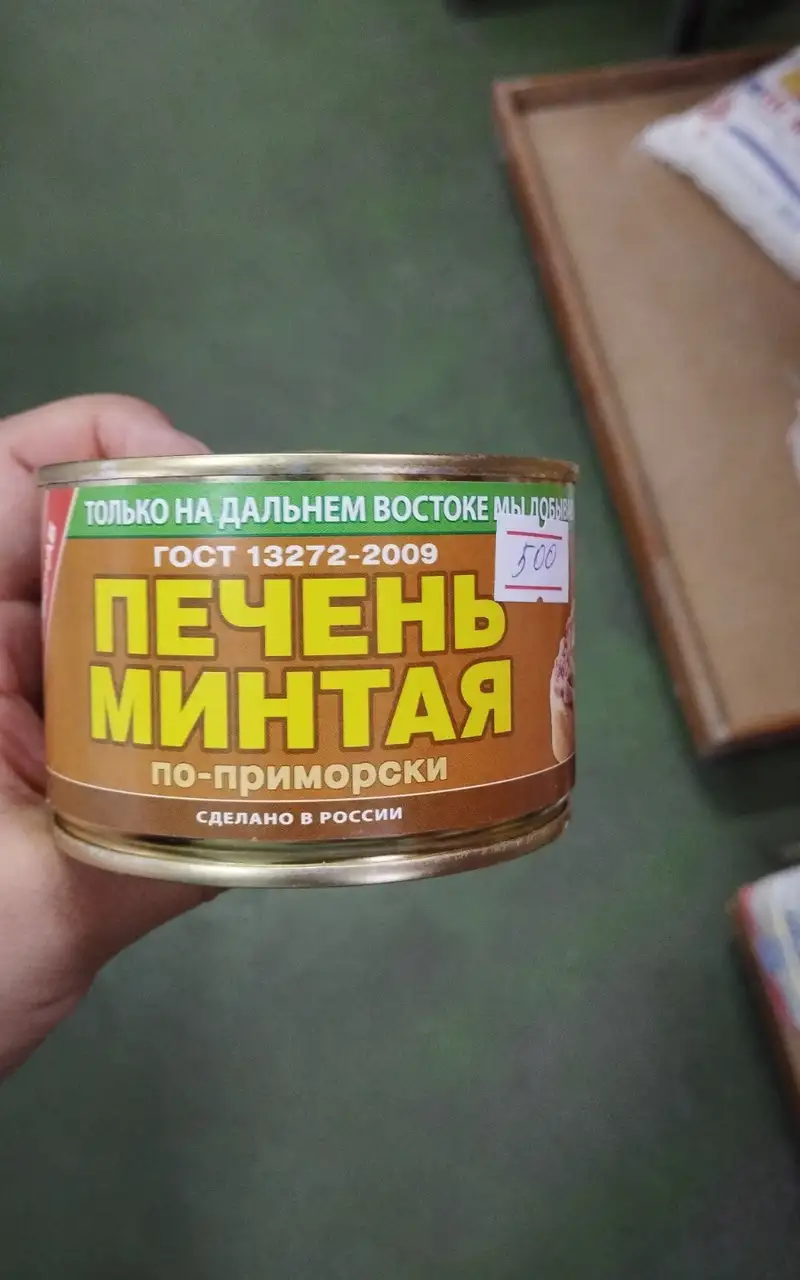 ТОЛЬКО НА ДАЛЬНЕМ ВОСТОКЕ МЫ
500
ГОСТ 13272-2009
ПЕЧЕНЬ
МИНТАЯ
по-приморски
СДЕЛАНО В РОССИИ